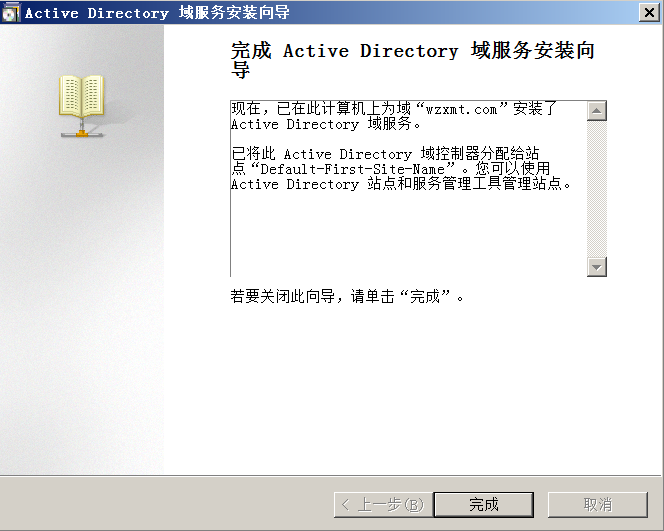 Active Directory 域服务安装向导
完成 Active Directory 域服务安装向
导
现在，已在此计算机上为域“wzxmt.com”安装了
Active Directory 域服务。
已将此 Active Directory 域控制器分配给站
点“Default-First-Site-Name”。您可以使用
Active Directory 站点和服务管理工具管理站点。
若要关闭此向导，请单击“完成”。
< 上一步(B)
完成
取消